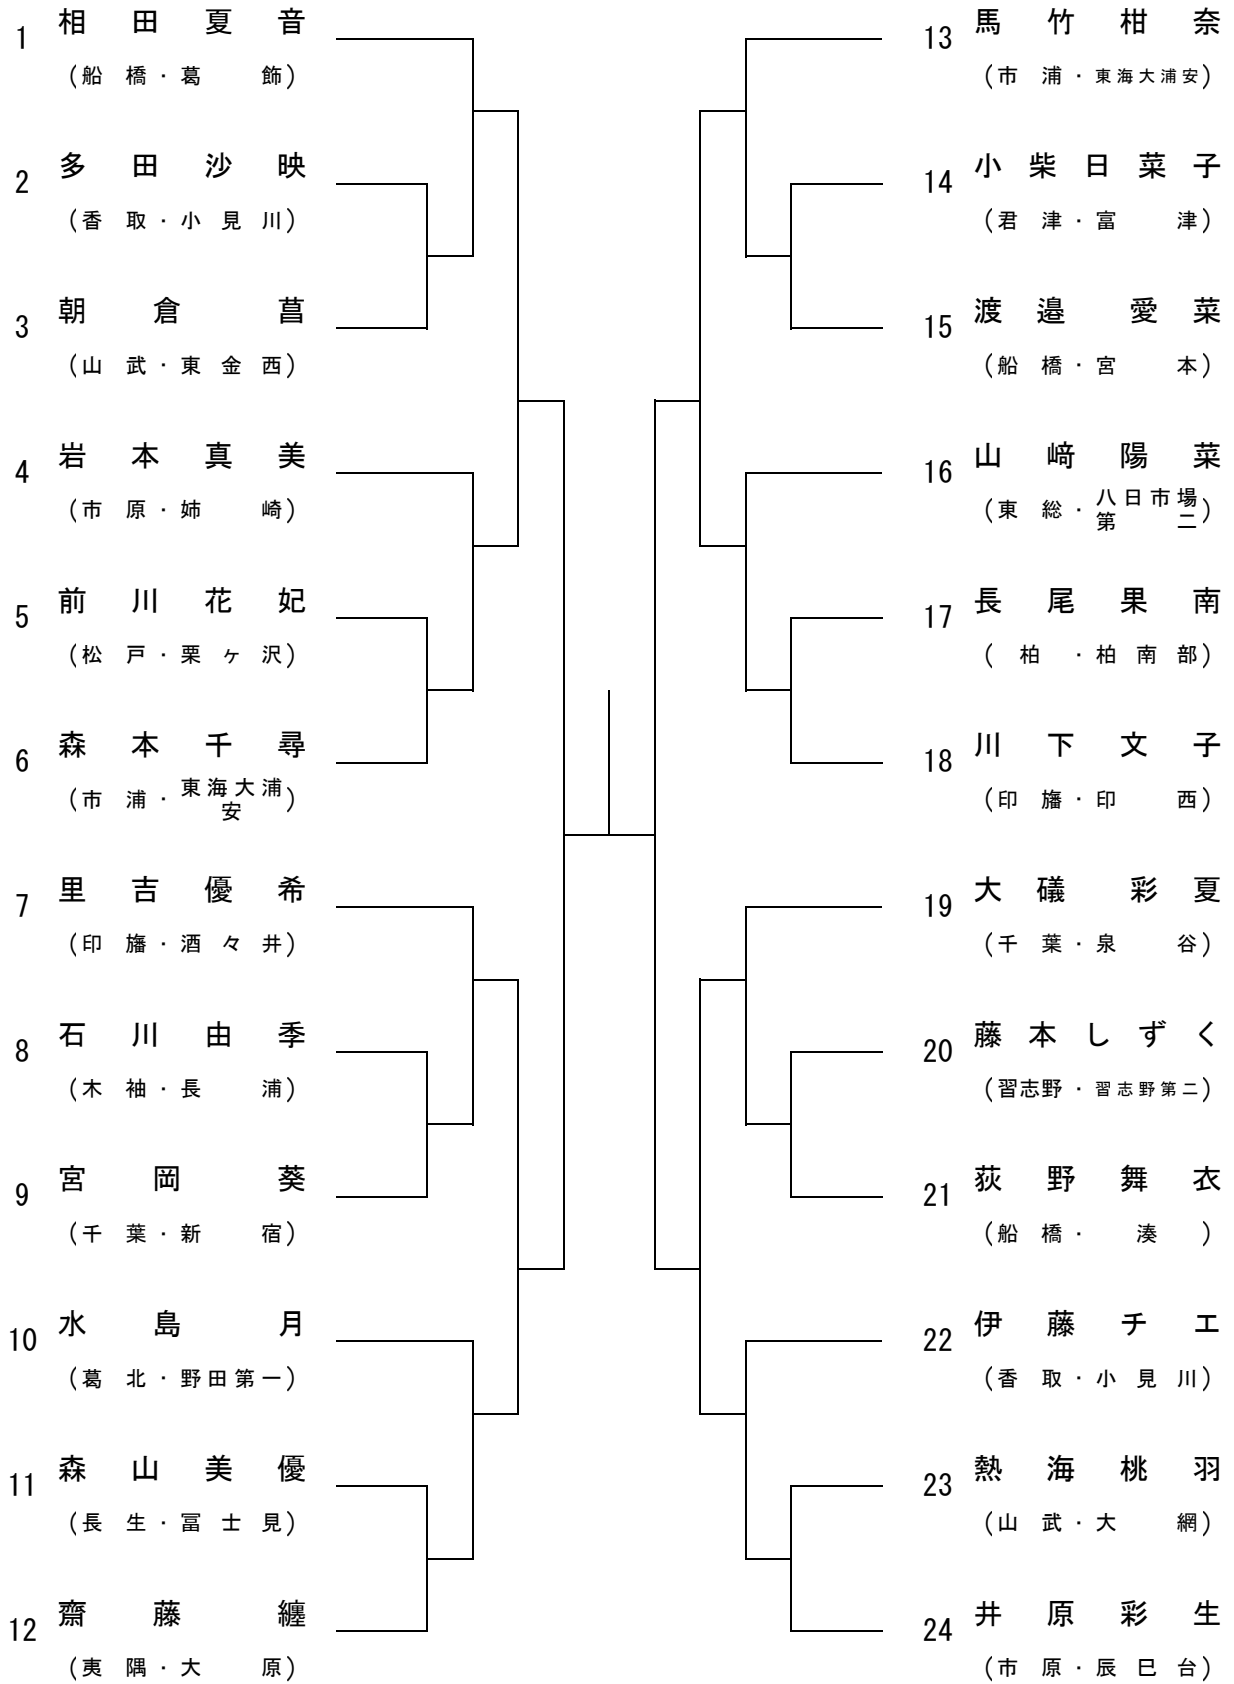 1 相田夏音
(船橋・葛飾)
2 多田沙映
(香取・小見川)
3 朝倉菖
(山武・東金西)
4 岩本真美
(市原・姉崎)
5 前川花妃
(松戸・栗ヶ沢)
6 森本千尋
(市浦・東海大浦
安)
7 里吉優希
(印旛・酒々井)
8 石川由季
(木袖・長浦)
9 宮岡葵
(千葉・新宿)
10 水島月
(葛北・野田第一)
11 森山美優
(長生・冨士見)
12 齋藤纏
(夷隅・大原)
13 馬竹柑奈
(市浦・東海大浦安)
14 小柴日菜子
(君津・富津)
15 渡邉愛菜
(船橋・宮本)
16 山﨑陽菜
(東総・八日市場
第二)
17 長尾果南
(柏・柏南部)
18 川下文子
(印旛・印西)
19 大礒彩夏
(千葉・泉谷)
20 藤本しずく
(習志野・習志野第二)
21 荻野舞衣
(船橋・湊)
22 伊藤チエ
(香取・小見川)
23 熱海桃羽
(山武・大網)
24 井原彩生
(市原・辰巳台)